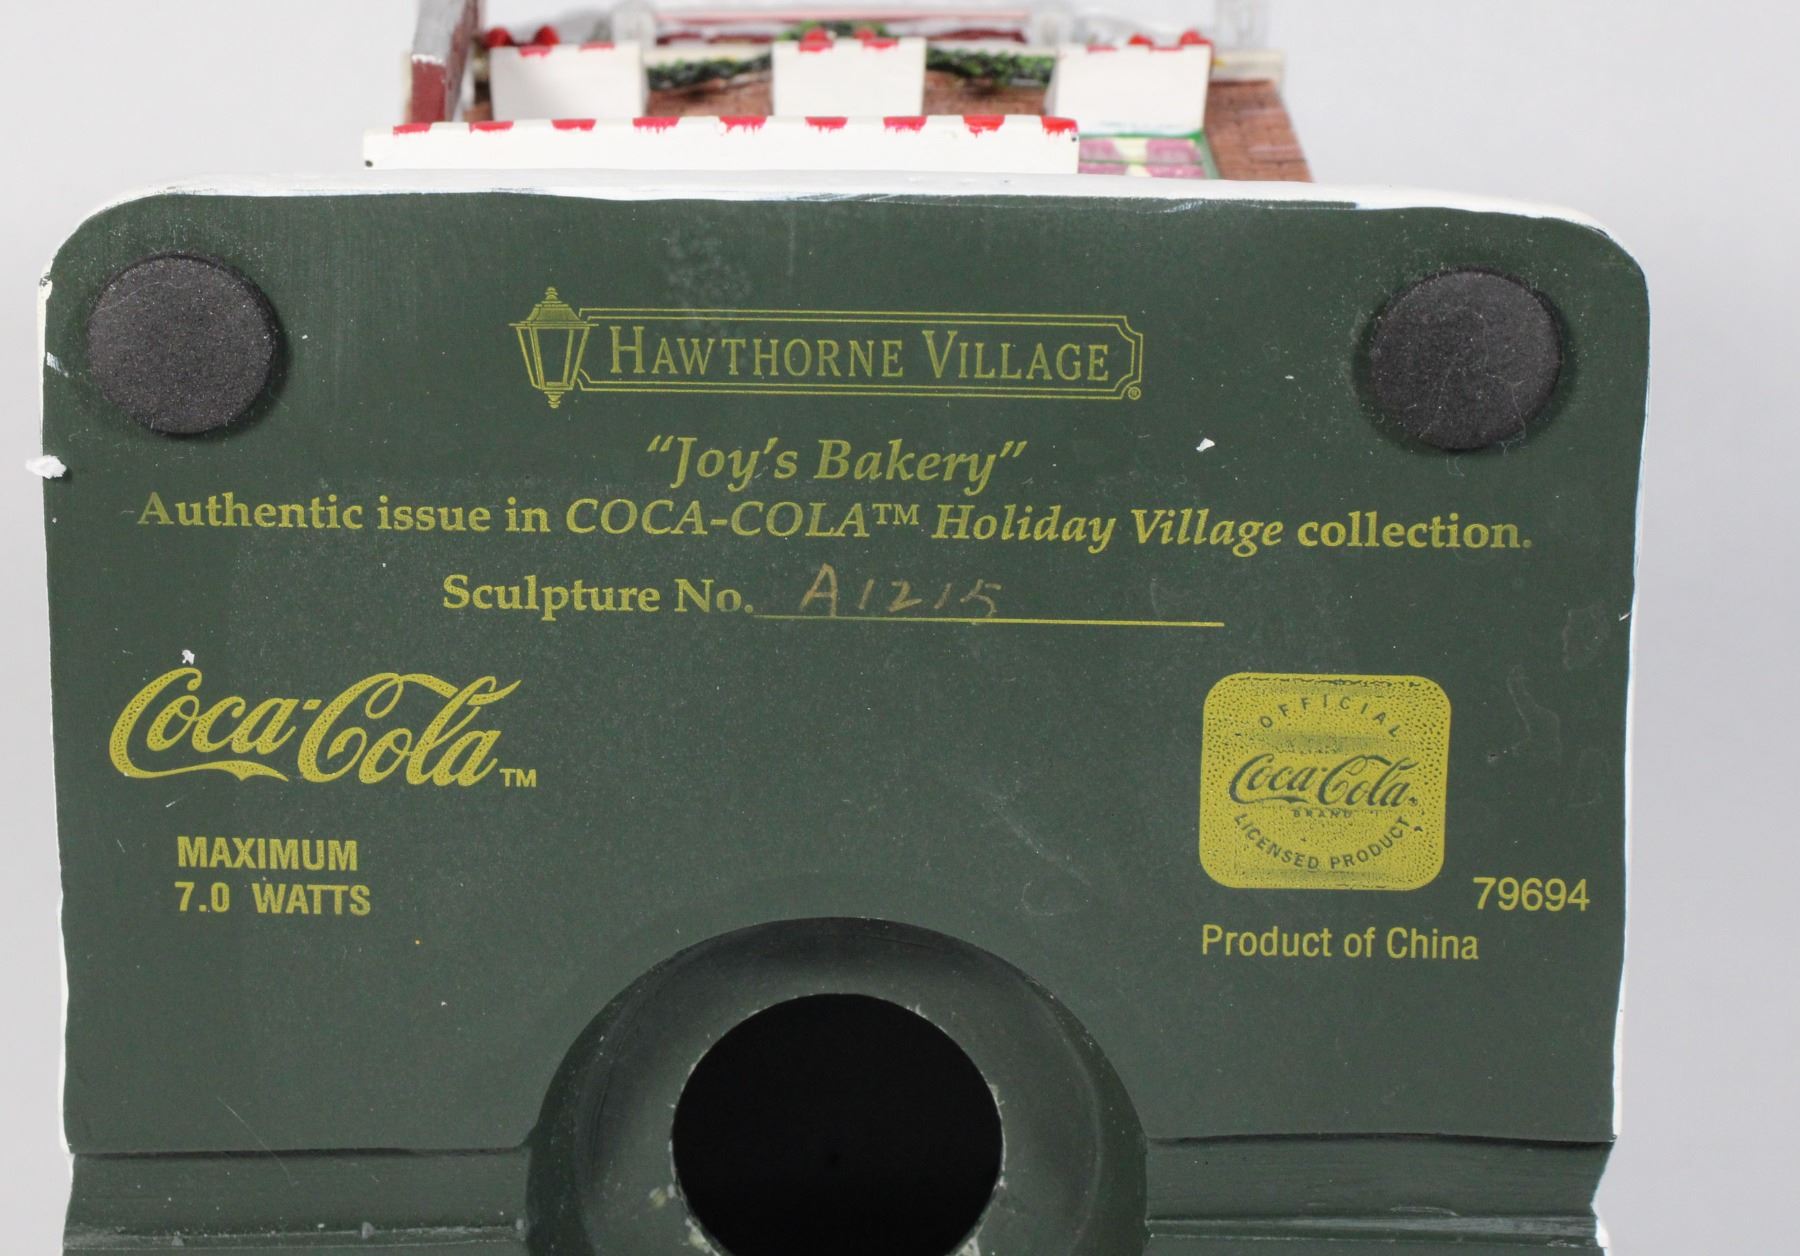 HAWTHORNE VILLAGE®
“Joy's Bakery”
Authentic issue in COCA-COLA™ Holiday Village collection.
Sculpture No. A1215
Coca-Cola™
MAXIMUM
7.0 WATTS
OFFICIAL
Coca-Cola
BRAND
LICENSED PRODUCT
79694
Product of China